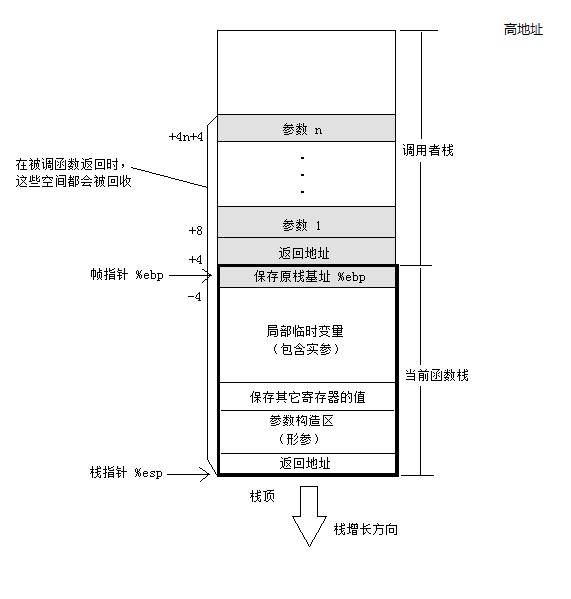 高地址
+4n+4
参数 n
调用者栈
在被调函数返回时,
这些空间都会被回收
+8
参数 1
+4
返回地址
帧指针 %ebp
保存原栈基址 %ebp
-4
局部临时变量
(包含实参)
当前函数栈
保存其它寄存器的值
参数构造区
(形参)
返回地址
栈指针 %esp
栈顶
栈增长方向